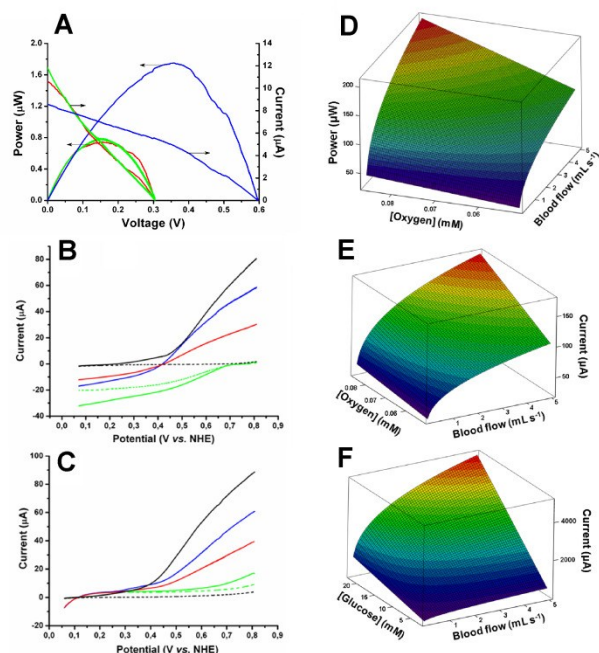 A
Power (µW)
2.0
1.6
1.2
0.8
0.4
0.0
14
12
10
8
6
4
2
0
Current (µA)
0.0 0.1 0.2 0.3 0.4 0.5 0.6
Voltage (V)
B
Current (µA)
80
60
40
20
0
-20
-40
0,0 0,1 0,2 0,3 0,4 0,5 0,6 0,7 0,8 0,9
Potential (V vs. NHE)
C
Current (µA)
100
80
60
40
20
0
-20
0,0 0,1 0,2 0,3 0,4 0,5 0,6 0,7 0,8 0,9
Potential (V vs. NHE)
D
Power (µW)
200
150
100
50
0.08 0.07 0.06
[Oxygen] (mM)
1 2 3 4 5
Blood flow (mL s⁻¹)
E
Current (µA)
150
100
50
0.08 0.07 0.06
[Oxygen] (mM)
1 2 3 4 5
Blood flow (mL s⁻¹)
F
Current (µA)
4000
2000
20 15 10 5
[Glucose] (mM)
1 2 3 4 5
Blood flow (mL s⁻¹)